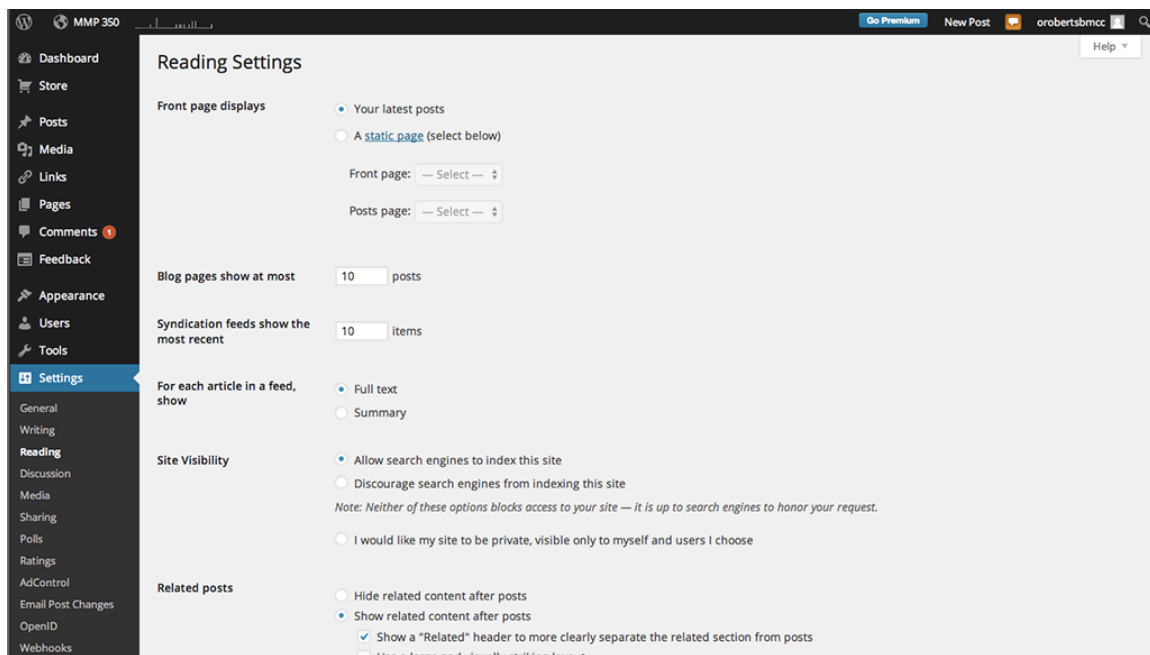 MMP 350
Go Premium
New Post
orobertsbmcc
Help
Dashboard
Store
Posts
Media
Links
Pages
Comments 1
Feedback
Appearance
Users
Tools
Settings
General
Writing
Reading
Discussion
Media
Sharing
Polls
Ratings
AdControl
Email Post Changes
OpenID
Webhooks
Reading Settings
Front page displays
Your latest posts
A static page (select below)
Front page: — Select —
Posts page: — Select —
Blog pages show at most
10 posts
Syndication feeds show the
most recent
10 items
For each article in a feed,
show
Full text
Summary
Site Visibility
Allow search engines to index this site
Discourage search engines from indexing this site
Note: Neither of these options blocks access to your site — it is up to search engines to honor your request.
I would like my site to be private, visible only to myself and users I choose
Related posts
Hide related content after posts
Show related content after posts
Show a "Related" header to more clearly separate the related section from posts